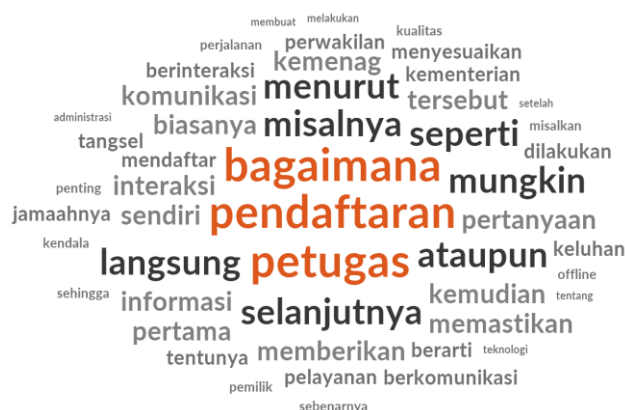 membuat melakukan
kualitas
perjalanan perwakilan menyesuaikan
kemenag
berinteraksi menurut kementerian
komunikasi tersebut setelah
administrasi biasanya misalnya seperti misalkan
tangsel dilakukan
mendaftar bagaimana
penting interaksi mungkin
jamaahnya sendiri pendaftaran pertanyaan
kendala
langsung petugas ataupun keluhan
offline
sehingga informasi selanjutnya kemudian tentang
pertama memastikan
tentunya memberikan berarti teknologi
pemilik pelayanan berkomunikasi
sebenarnya